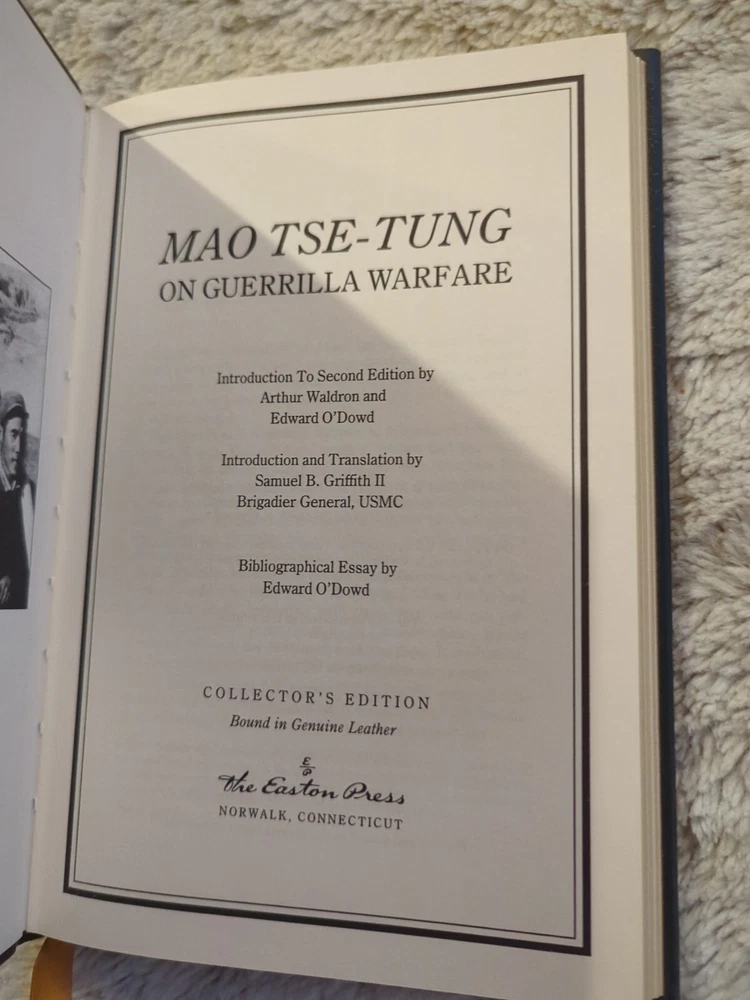 MAO TSE-TUNG
ON GUERRILLA WARFARE
Introduction To Second Edition by
Arthur Waldron and
Edward O'Dowd
Introduction and Translation by
Samuel B. Griffith II
Brigadier General, USMC
Bibliographical Essay by
Edward O'Dowd
COLLECTOR'S EDITION
Bound in Genuine Leather
E
P
The Easton Press
NORWALK, CONNECTICUT